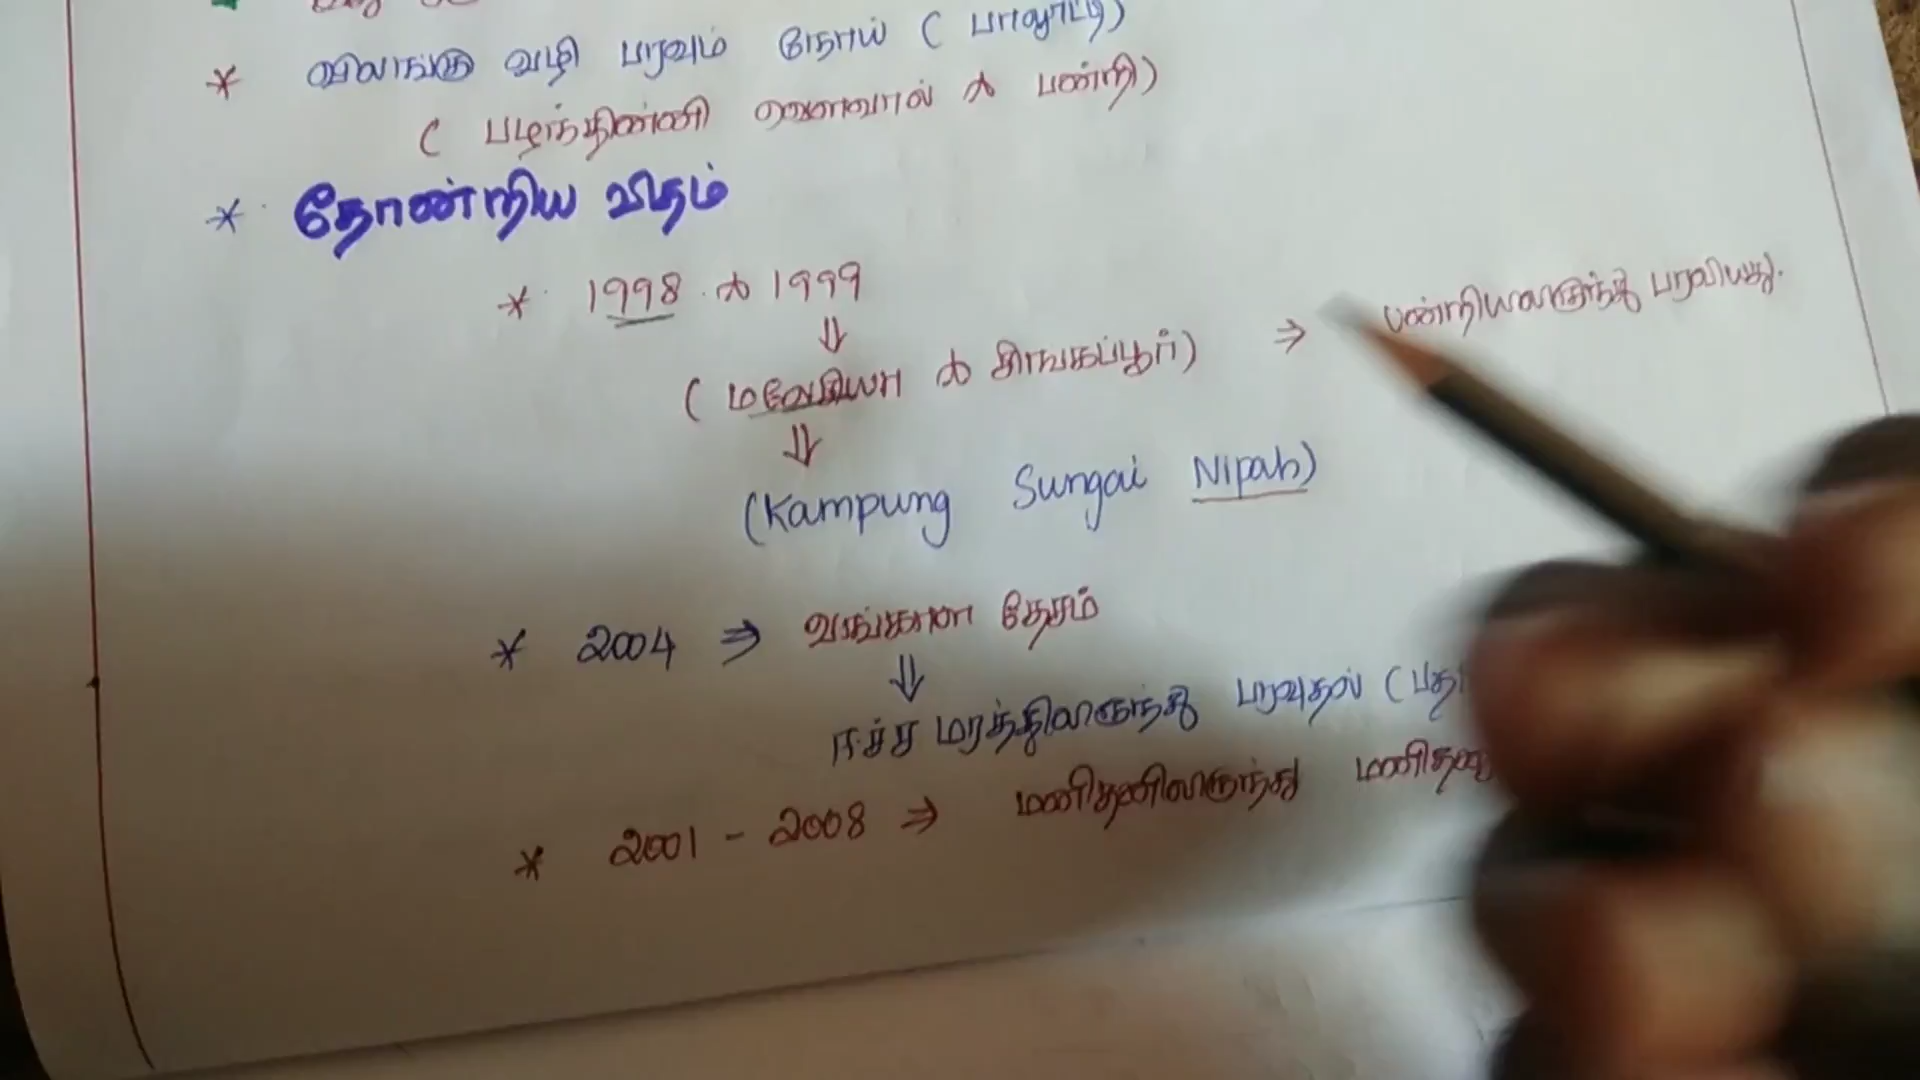 * விலங்கு வழி பரவும் நோய் ( பாலூட்டி)
( பழந்தின்னி வௌவால் & பன்றி)
* தோன்றிய விதம்
* 1998 & 1999
⇓
( மலேசியா & சிங்கப்பூர்) ⇒ பன்றியிலிருந்து பரவியது.
⇓
(Kampung Sungai Nipah)
* 2004 ⇒ வங்காள தேசம்
⇓
ஈச்ச மரத்திலிருந்து பரவுதல் (பத
* 2001 - 2008 ⇒ மனிதனிலிருந்து